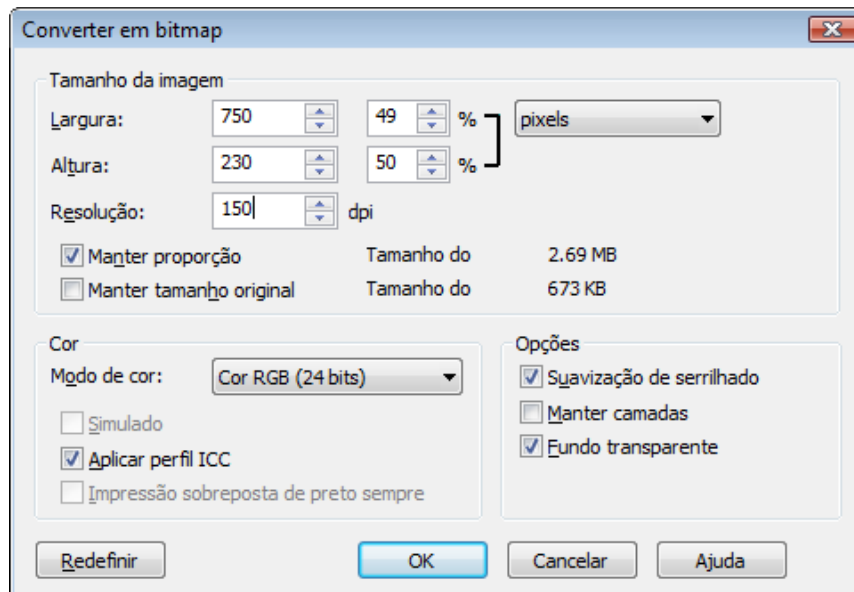 Converter em bitmap
Tamanho da imagem
Largura: 750 49 % pixels
Altura: 230 50 %
Resolução: 150 dpi
Manter proporção Tamanho do 2.69 MB
Manter tamanho original Tamanho do 673 KB
Cor
Modo de cor: Cor RGB (24 bits)
Simulado
Aplicar perfil ICC
Impressão sobreposta de preto sempre
Opções
Suavização de serrilhado
Manter camadas
Fundo transparente
Redefinir OK Cancelar Ajuda